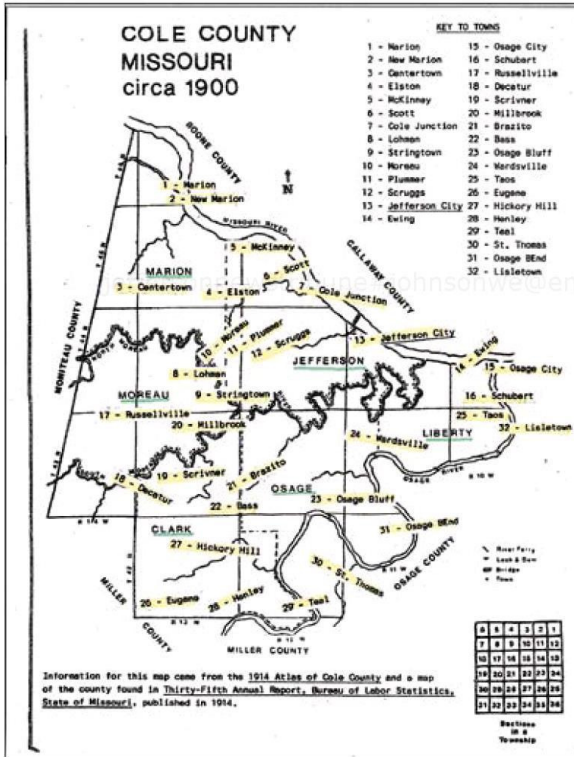 COLE COUNTY
MISSOURI
circa 1900
KEY TO TOWNS
1 - Marion
2 - New Marion
3 - Centertown
4 - Elston
5 - McKinney
6 - Scott
7 - Cole Junction
8 - Lohman
9 - Stringtown
10 - Moreau
11 - Plummer
12 - Scruggs
13 - Jefferson City
14 - Ewing
15 - Osage City
16 - Schubert
17 - Russellville
18 - Decatur
19 - Scrivner
20 - Millbrook
21 - Brazito
22 - Bass
23 - Osage Bluff
24 - Wardsville
25 - Taos
26 - Eugene
27 - Hickory Hill
28 - Henley
29 - Teal
30 - St. Thomas
31 - Osage BEnd
32 - Lisletown
BOONE COUNTY
N
1 - Marion
2 - New Marion
MISSOURI RIVER
5 - McKinney
CALLAWAY COUNTY
MARION
6 - Scott
3 - Centertown
4 - Elston
7 - Cole Junction
MONITEAU COUNTY
10 - Moreau
11 - Plummer
12 - Scruggs
13 - Jefferson City
NORTH MOREAU
JEFFERSON
14 - Ewing
8 - Lohman
15 - Osage City
MOREAU
9 - Stringtown
16 - Schubert
17 - Russellville
25 - Taos
20 - Millbrook
LIBERTY
32 - Lisletown
24 - Wardsville
19 - Scrivner
21 - Brazito
OSAGE RIVER
R 10 W
18 - Decatur
OSAGE
23 - Osage Bluff
22 - Bass
CLARK
31 - Osage BEnd
27 - Hickory Hill
OSAGE COUNTY
R 11 W
30 - St. Thomas
MILLER COUNTY
26 - Eugene
28 - Henley
29 - Teal
R 12 W
MILLER COUNTY
River Ferry
Lock & Dam
Bridge
Town
Information for this map came from the 1914 Atlas of Cole County and a map
of the county found in Thirty-Fifth Annual Report, Bureau of Labor Statistics,
State of Missouri, published in 1914.
6 5 4 3 2 1
7 8 9 10 11 12
18 17 16 15 14 13
19 20 21 22 23 24
30 29 28 27 26 25
31 32 33 34 35 36
Sections
in a
Township